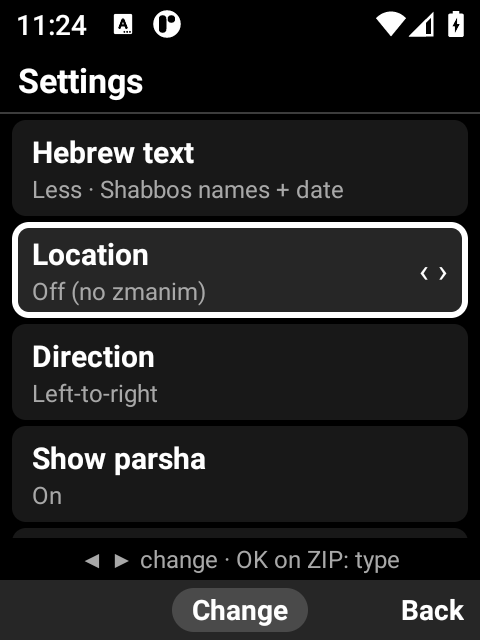 11:24
Settings
Hebrew text
Less · Shabbos names + date
Location
Off (no zmanim)
‹ ›
Direction
Left-to-right
Show parsha
On
◄ ► change · OK on ZIP: type
Change
Back